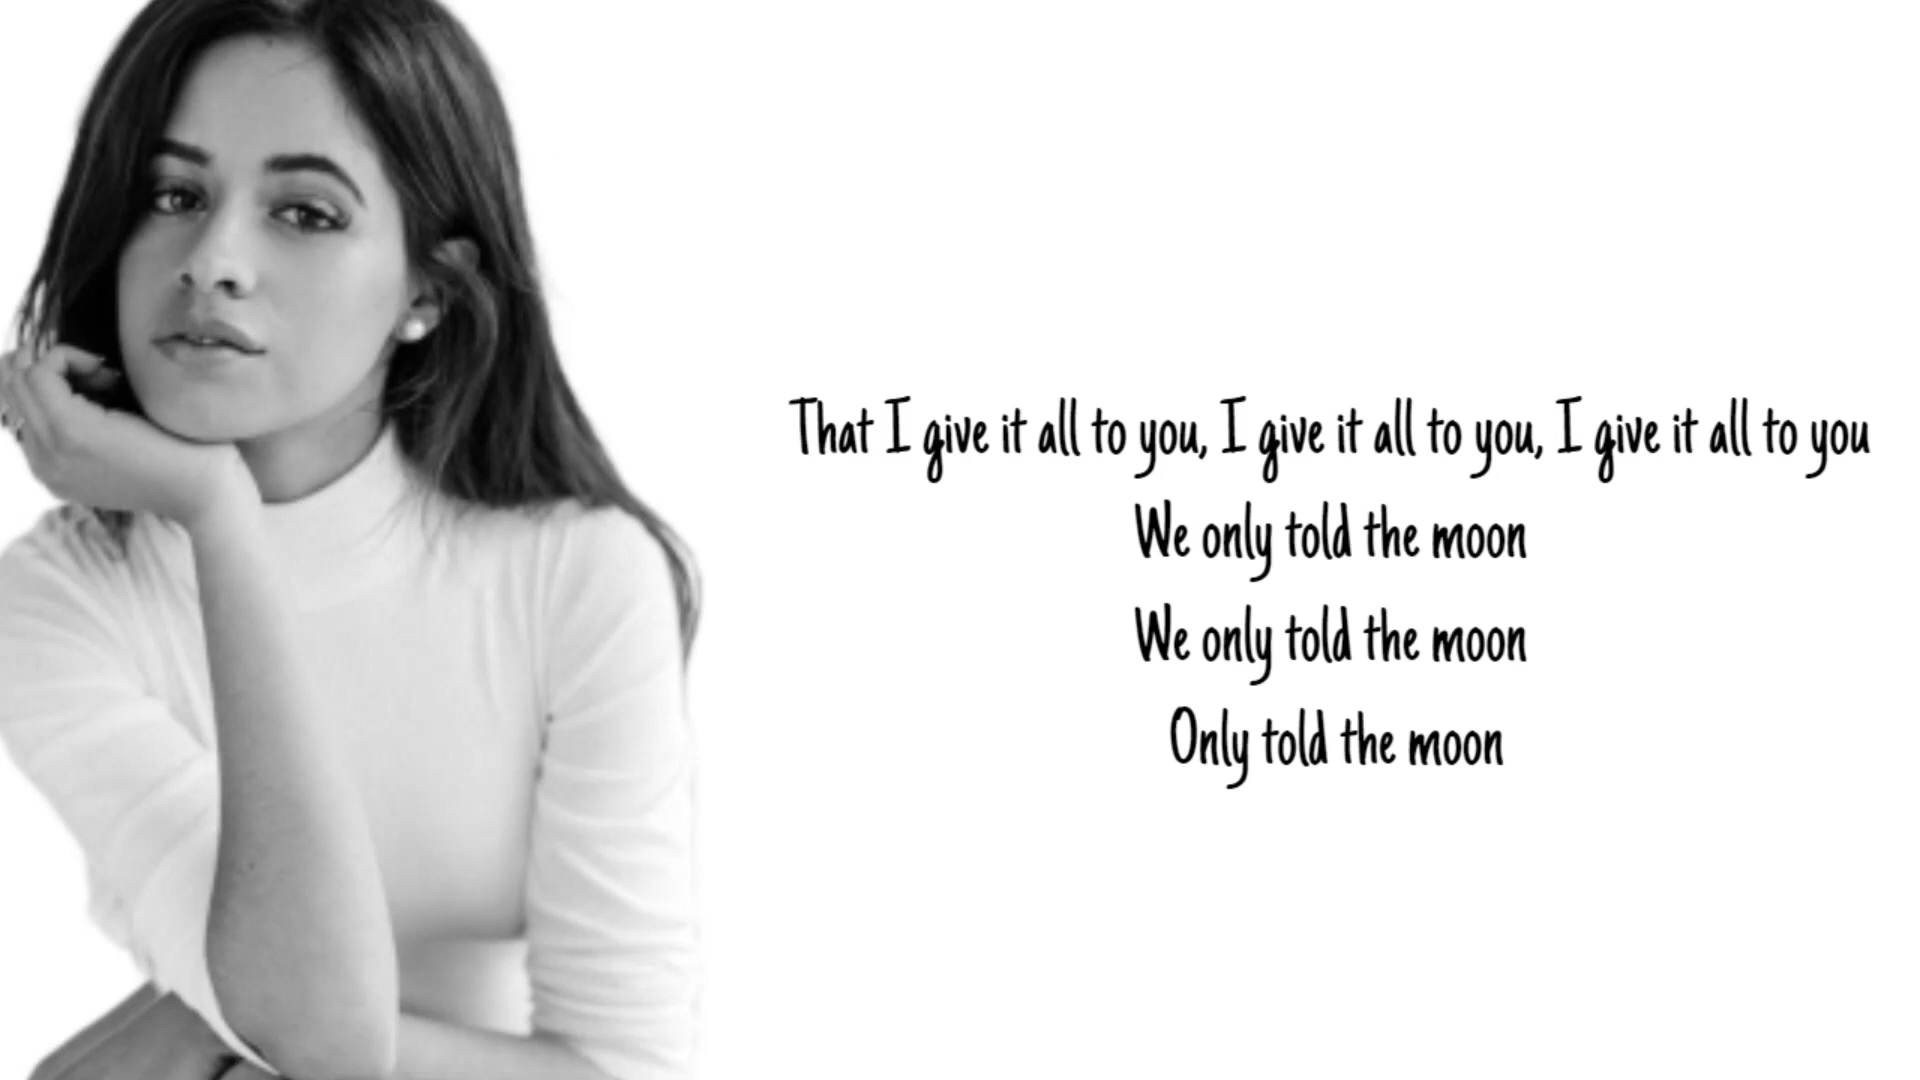 That I give it all to you, I give it all to you, I give it all to you
We only told the moon
We only told the moon
Only told the moon